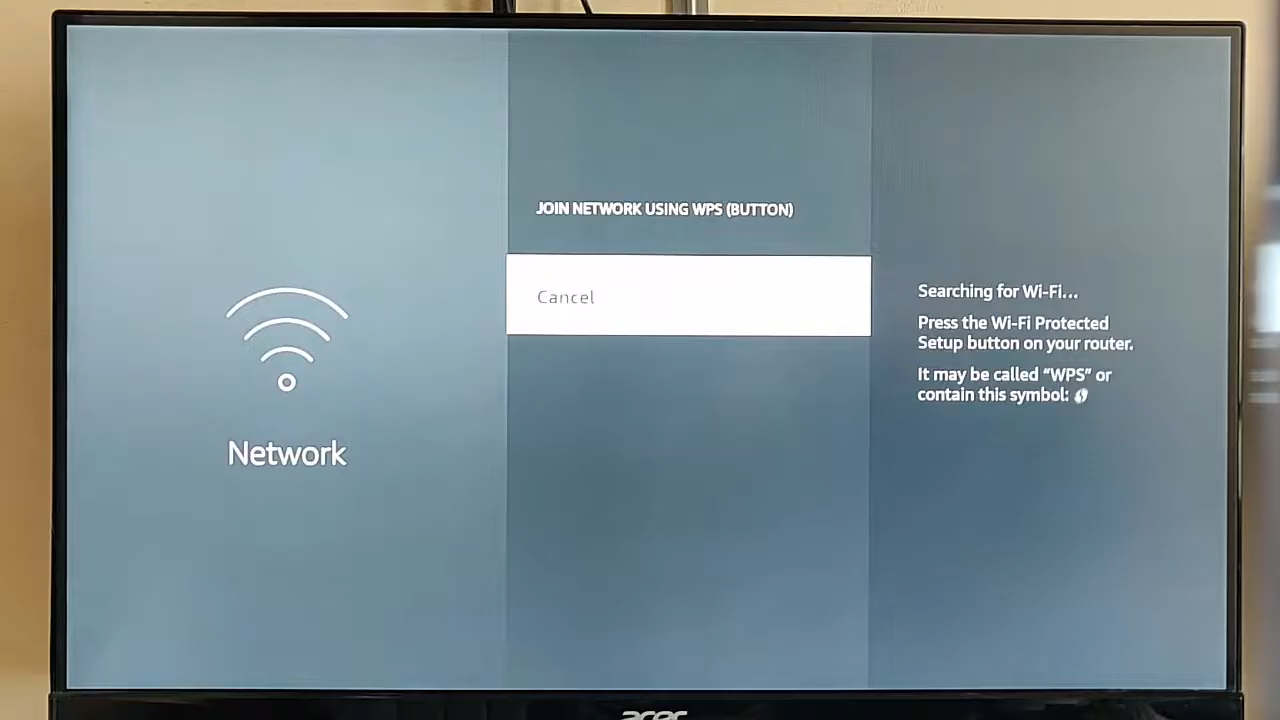 JOIN NETWORK USING WPS (BUTTON)
Cancel
Network
Searching for Wi-Fi...
Press the Wi-Fi Protected
Setup button on your router.
It may be called “WPS” or
contain this symbol:
acer